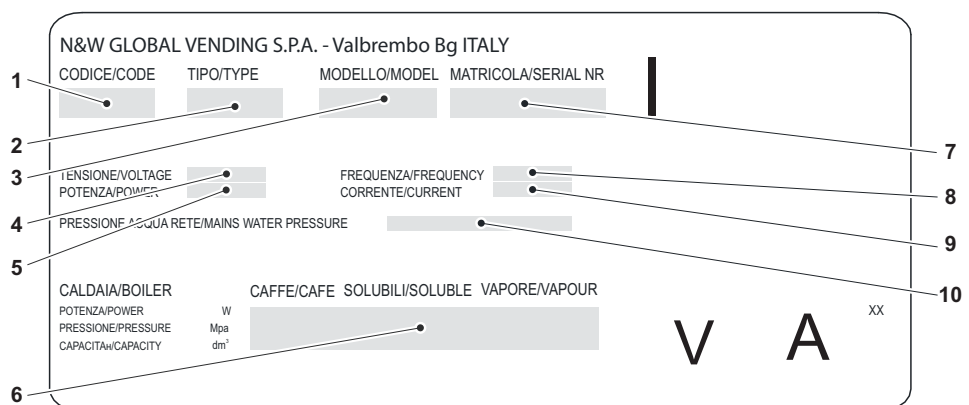 N&W GLOBAL VENDING S.P.A. - Valbrembo Bg ITALY
1
CODICE/CODE TIPO/TYPE MODELLO/MODEL MATRICOLA/SERIAL NR
I
2
7
3
TENSIONE/VOLTAGE FREQUENZA/FREQUENCY
8
POTENZA/POWER CORRENTE/CURRENT
4
PRESSIONE ACQUA RETE/MAINS WATER PRESSURE
9
5
CALDAIA/BOILER CAFFE/CAFE SOLUBILI/SOLUBLE VAPORE/VAPOUR
10
POTENZA/POWER W
XX
PRESSIONE/PRESSURE Mpa
V A
CAPACITAH/CAPACITY dm³
6